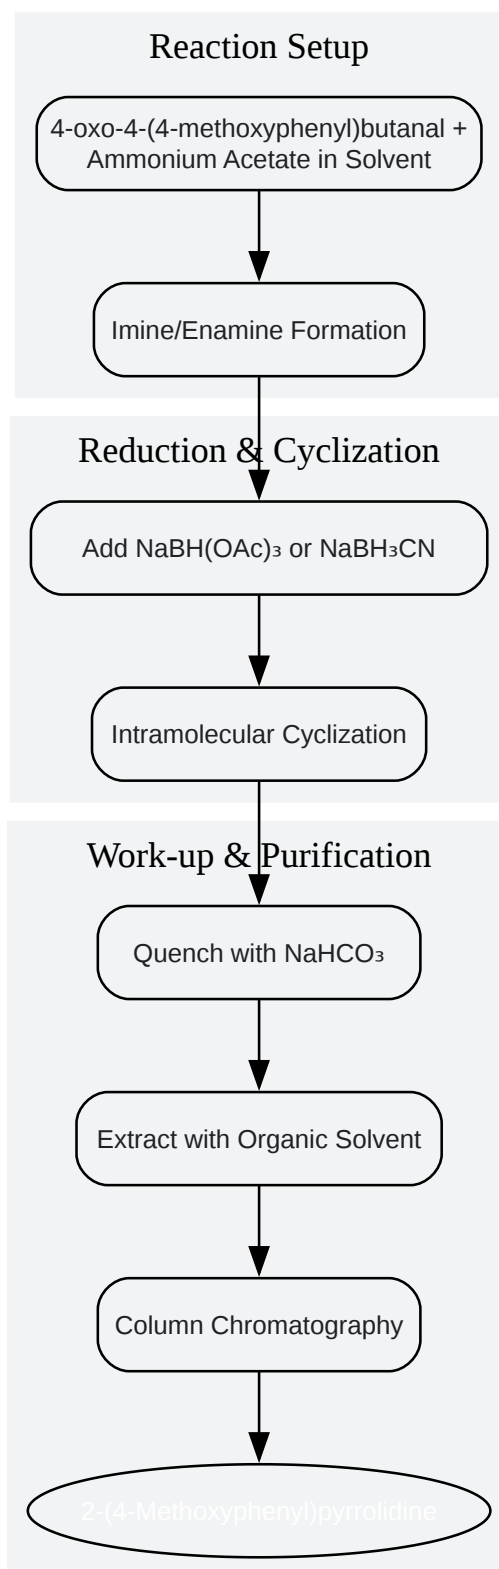 Reaction Setup
4-oxo-4-(4-methoxyphenyl)butanal +
Ammonium Acetate in Solvent
Imine/Enamine Formation
Reduction & Cyclization
Add NaBH(OAc)₃ or NaBH₃CN
Intramolecular Cyclization
Work-up & Purification
Quench with NaHCO₃
Extract with Organic Solvent
Column Chromatography
2-(4-Methoxyphenyl)pyrrolidine